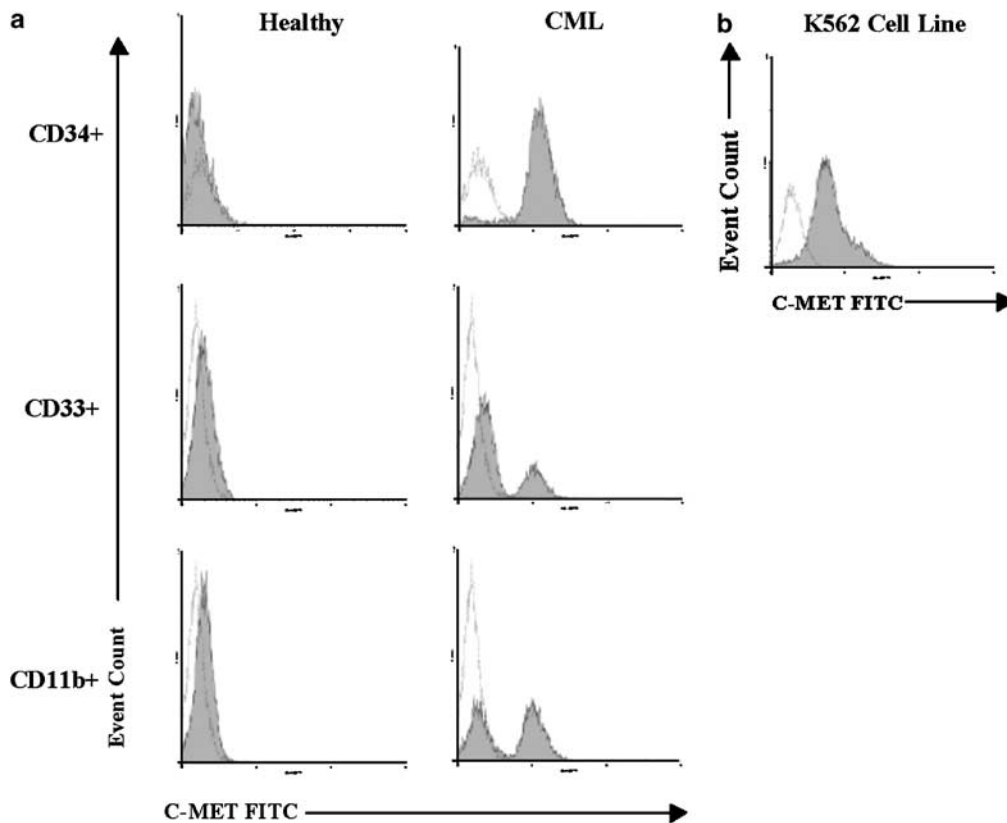 a
Healthy
CML
b
K562 Cell Line
CD34+
Event Count
C-MET FITC
CD33+
CD11b+
Event Count
C-MET FITC